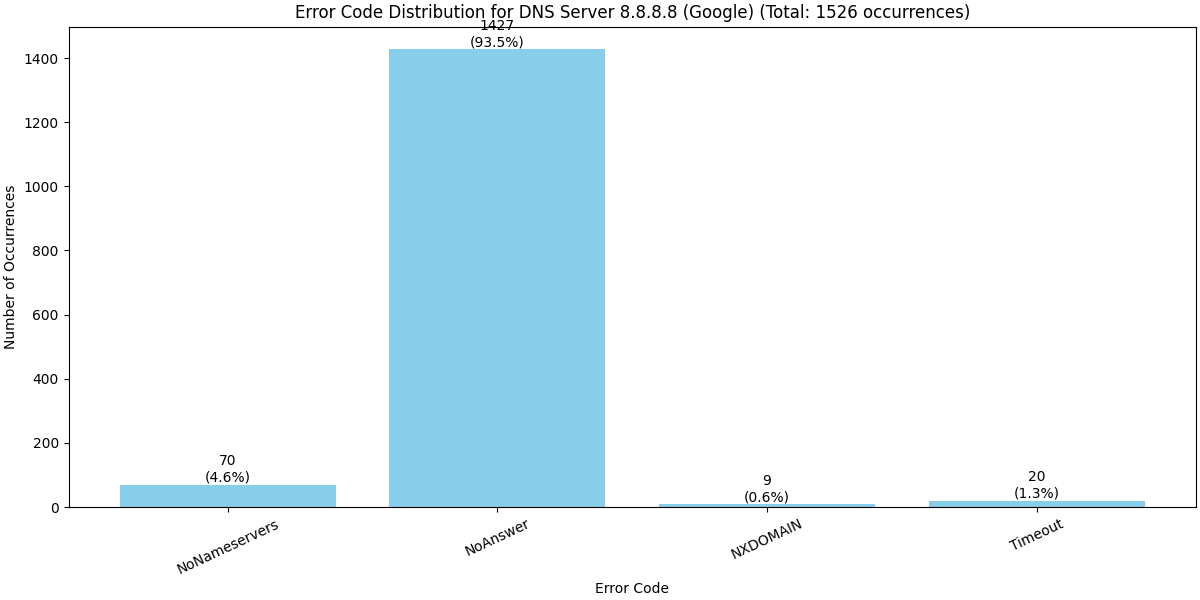 Error Code Distribution for DNS Server 8.8.8.8 (Google) (Total: 1526 occurrences)
1427
(93.5%)
1400
1200
1000
800
600
400
200
0
Number of Occurrences
70
(4.6%)
9
(0.6%)
20
(1.3%)
NoNameservers
NoAnswer
NXDOMAIN
Timeout
Error Code